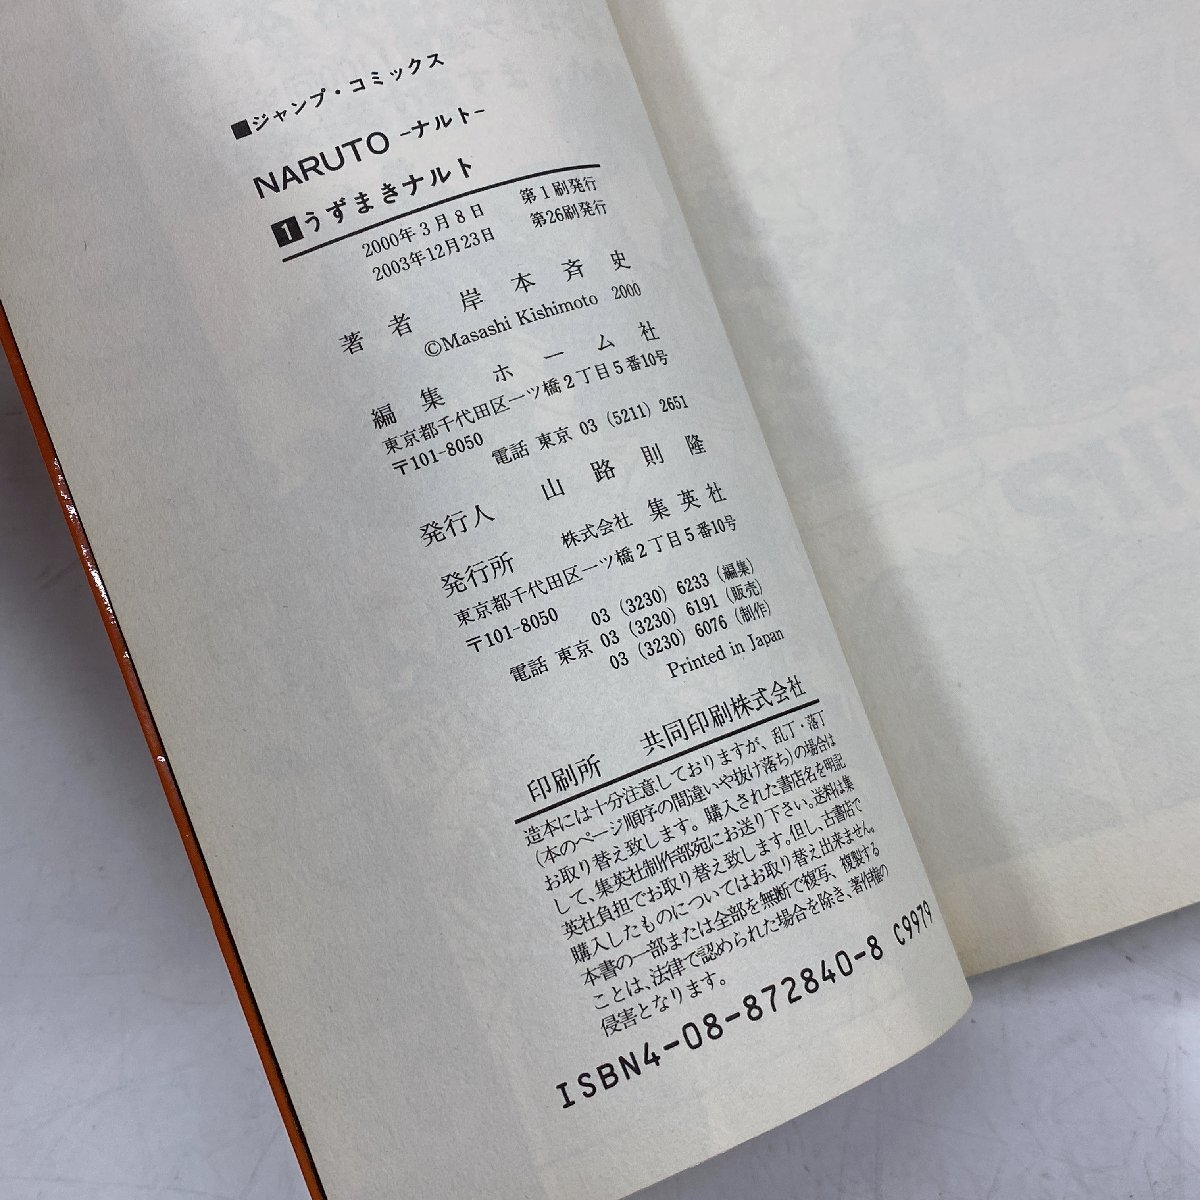 ■ジャンプ・コミックス
NARUTO -ナルト-
1 うずまきナルト
2000年3月8日 第1刷発行
2003年12月23日 第26刷発行
著者 岸本斉史
©Masashi Kishimoto 2000
編集 ホーム社
東京都千代田区一ツ橋2丁目5番10号
〒101-8050
電話 東京 03 (5211) 2651
発行人 山路則隆
発行所 株式会社 集英社
東京都千代田区一ツ橋2丁目5番10号
〒101-8050
03 (3230) 6233 (編集)
電話 東京 03 (3230) 6191 (販売)
03 (3230) 6076 (制作)
Printed in Japan
印刷所 共同印刷株式会社
造本には十分注意しておりますが、乱丁・落丁
(本のページ順序の間違いや抜け落ち)の場合は
お取り替え致します。購入された書店名を明記
して、集英社制作部宛にお送り下さい。送料は集
英社負担でお取り替え致します。但し、古書店で
購入したものについてはお取り替え出来ません。
本書の一部または全部を無断で複写、複製する
ことは、法律で認められた場合を除き、著作権の
侵害となります。
ISBN4-08-872840-8 C9979